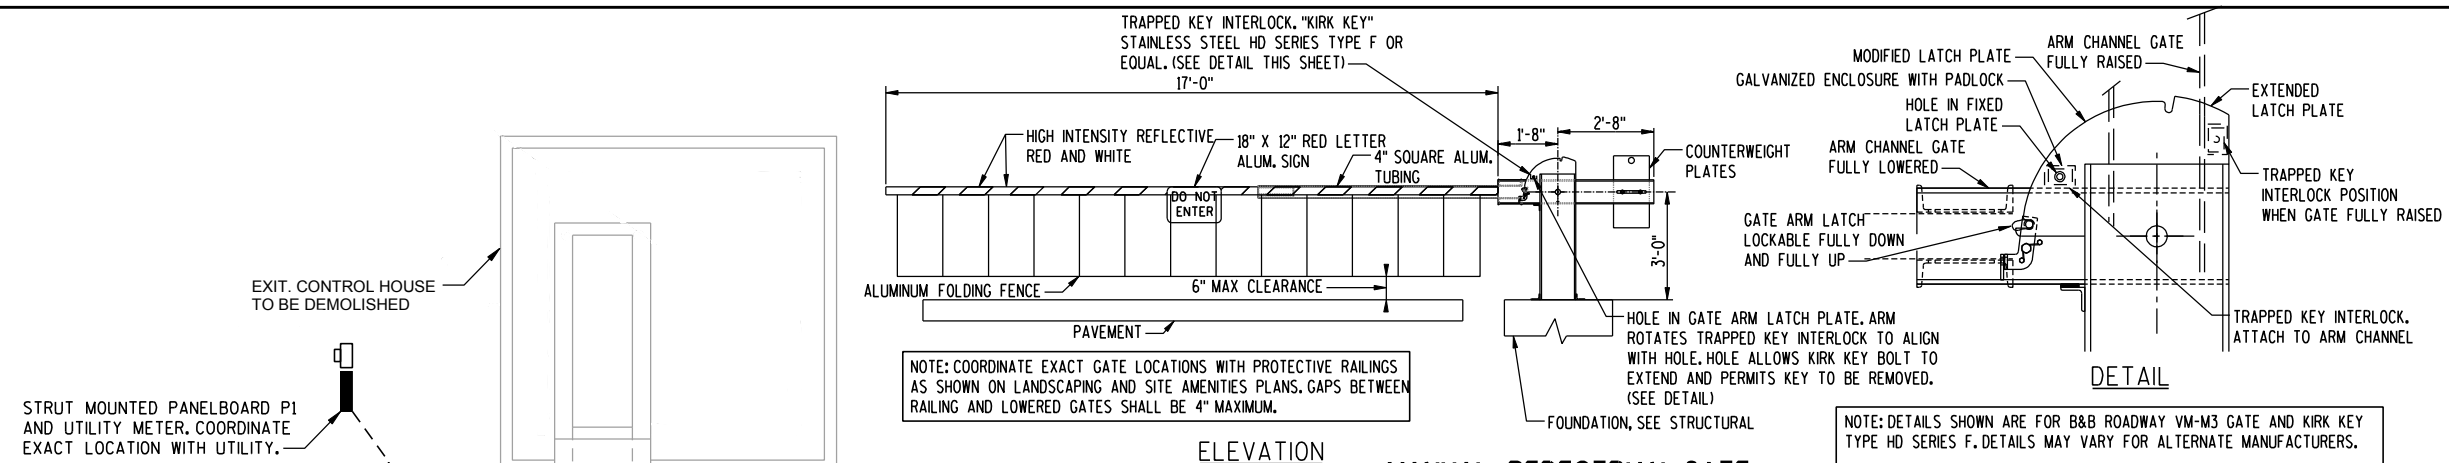 TRAPPED KEY INTERLOCK. "KIRK KEY"
STAINLESS STEEL HD SERIES TYPE F OR
EQUAL. (SEE DETAIL THIS SHEET)
17'-0"
HIGH INTENSITY REFLECTIVE
RED AND WHITE
18" X 12" RED LETTER
ALUM. SIGN
4" SQUARE ALUM.
TUBING
1'-8"
2'-8"
COUNTERWEIGHT
PLATES
DO NOT
ENTER
3'-0"
ALUMINUM FOLDING FENCE
6" MAX CLEARANCE
PAVEMENT
EXIT. CONTROL HOUSE
TO BE DEMOLISHED
STRUT MOUNTED PANELBOARD P1
AND UTILITY METER. COORDINATE
EXACT LOCATION WITH UTILITY.
NOTE: COORDINATE EXACT GATE LOCATIONS WITH PROTECTIVE RAILINGS
AS SHOWN ON LANDSCAPING AND SITE AMENITIES PLANS. GAPS BETWEEN
RAILING AND LOWERED GATES SHALL BE 4" MAXIMUM.
HOLE IN GATE ARM LATCH PLATE. ARM
ROTATES TRAPPED KEY INTERLOCK TO ALIGN
WITH HOLE. HOLE ALLOWS KIRK KEY BOLT TO
EXTEND AND PERMITS KEY TO BE REMOVED.
(SEE DETAIL)
FOUNDATION, SEE STRUCTURAL
ELEVATION
MODIFIED LATCH PLATE
ARM CHANNEL GATE
FULLY RAISED
GALVANIZED ENCLOSURE WITH PADLOCK
HOLE IN FIXED
LATCH PLATE
EXTENDED
LATCH PLATE
ARM CHANNEL GATE
FULLY LOWERED
TRAPPED KEY
INTERLOCK POSITION
WHEN GATE FULLY RAISED
GATE ARM LATCH
LOCKABLE FULLY DOWN
AND FULLY UP
TRAPPED KEY INTERLOCK.
ATTACH TO ARM CHANNEL
DETAIL
NOTE: DETAILS SHOWN ARE FOR B&B ROADWAY VM-M3 GATE AND KIRK KEY
TYPE HD SERIES F. DETAILS MAY VARY FOR ALTERNATE MANUFACTURERS.